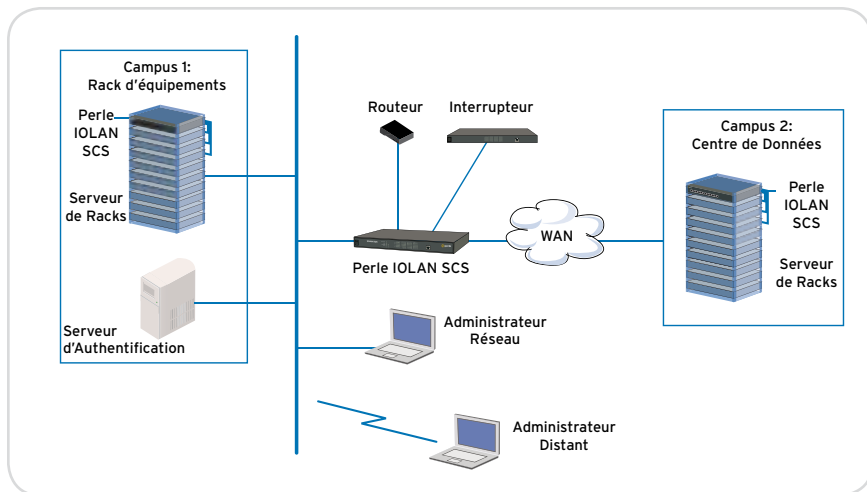 Campus 1:
Rack d'équipements
Perle
IOLAN
SCS
Serveur
de Racks
Serveur
d'Authentification
Routeur
Interrupteur
Perle IOLAN SCS
WAN
Administrateur
Réseau
Administrateur
Distant
Campus 2:
Centre de Données
Perle
IOLAN
SCS
Serveur
de Racks